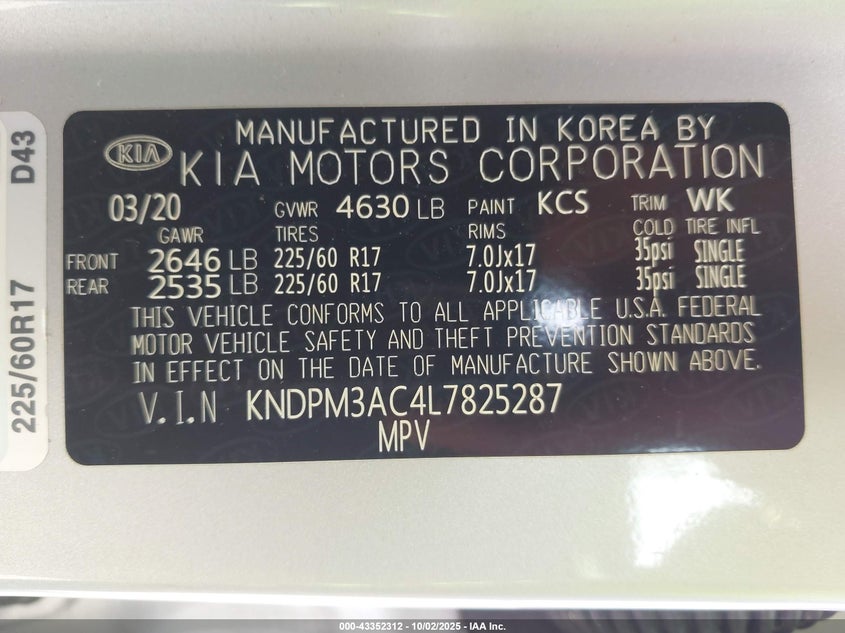 KIA
MANUFACTURED IN KOREA BY
KIA MOTORS CORPORATION
03/20 GVWR 4630 LB PAINT KCS TRIM WK
GAWR TIRES RIMS COLD TIRE INFL
FRONT 2646 LB 225/60 R17 7.0Jx17 35psi SINGLE
REAR 2535 LB 225/60 R17 7.0Jx17 35psi SINGLE
THIS VEHICLE CONFORMS TO ALL APPLICABLE U.S.A. FEDERAL
MOTOR VEHICLE SAFETY AND THEFT PREVENTION STANDARDS
IN EFFECT ON THE DATE OF MANUFACTURE SHOWN ABOVE.
V.I.N KNDPM3AC4L7825287
MPV
225/60R17 D43
000-43352312 - 10/02/2025 - IAA Inc.